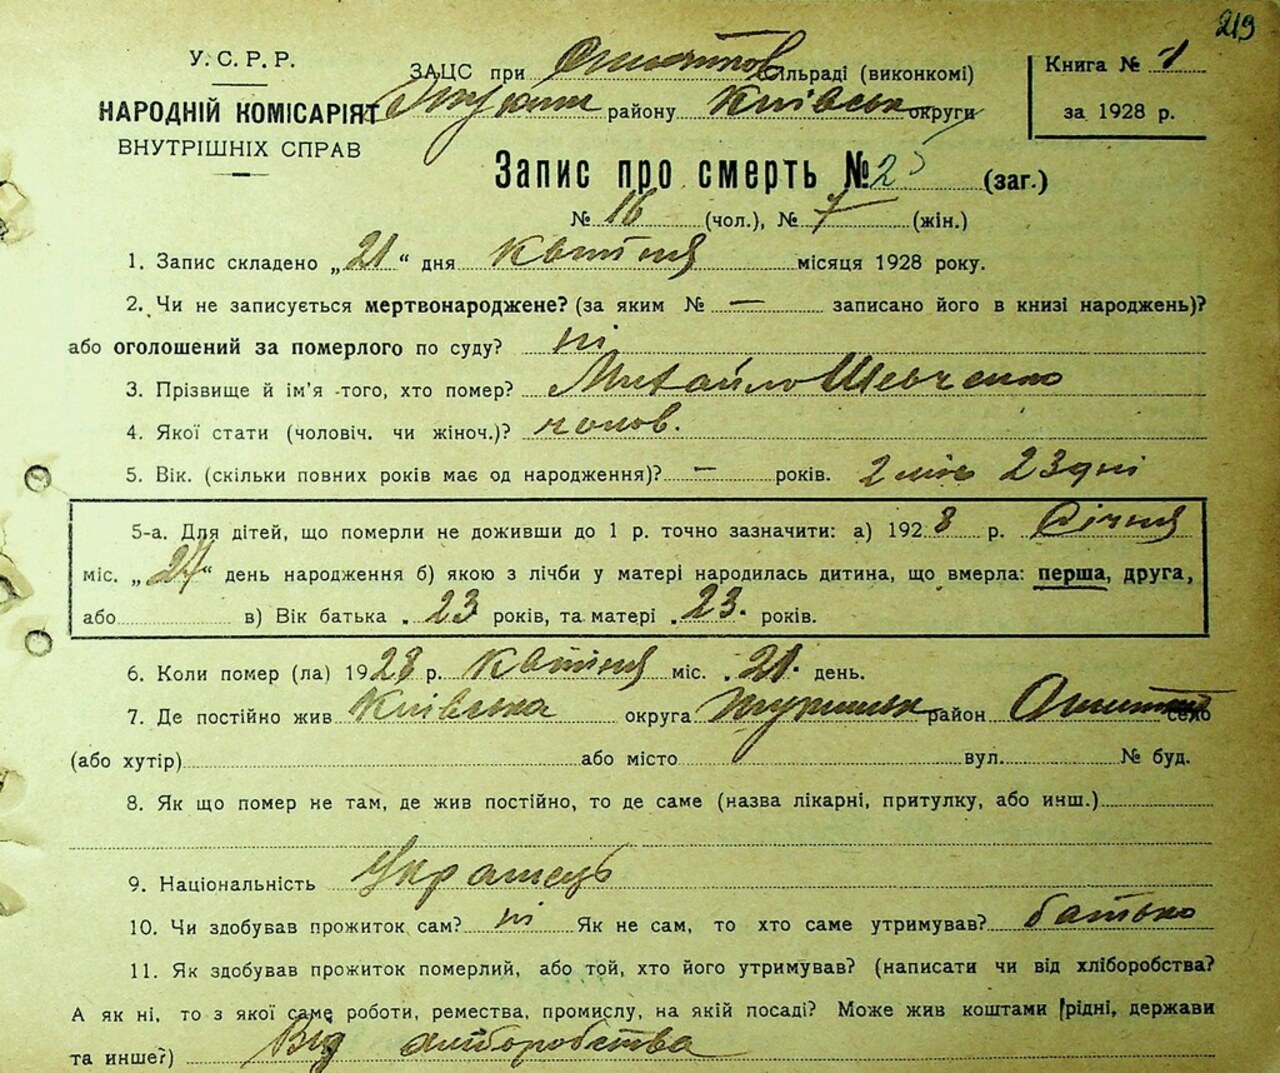 219
У.С.Р.Р.
НАРОДНІЙ КОМІСАРІЯТ
ВНУТРІШНІХ СПРАВ
ЗАЦС при сільраді (виконкомі)
району Київськ округи
Книга № 1
за 1928 р.
Запис про смерть № 25 (заг.)
№ 16 (чол.), № 7 (жін.)
1. Запис складено „21“ дня квітня місяця 1928 року.
2. Чи не записується мертвонароджене? (за яким № — записано його в книзі народжень)?
або оголошений за померлого по суду? ні
3. Прізвище й ім'я того, хто помер? Михайло Шевченко
4. Якої стати (чоловіч. чи жіноч.)? чолов.
5. Вік. (скільки повних років має од народження)? — років. 2 міс 23 дні
5-а. Для дітей, що померли не доживши до 1 р. точно зазначити: а) 1928 р. Січня
міс. „27“ день народження б) якою з лічби у матері народилась дитина, що вмерла: перша, друга,
або в) Вік батька 23 років, та матері 23 років.
6. Коли помер (ла) 1928 р. квітня міс. 21 день.
7. Де постійно жив Київська округа район село
(або хутір) або місто вул. № буд.
8. Як що помер не там, де жив постійно, то де саме (назва лікарні, притулку, або инш.)
9. Національність Українець
10. Чи здобував прожиток сам? ні Як не сам, то хто саме утримував? батько
11. Як здобував прожиток померлий, або той, хто його утримував? (написати чи від хліборобства?
А як ні, то з якої саме роботи, ремества, промислу, на якій посаді? Може жив коштами рідні, держави
та инше?) Від хліборобства